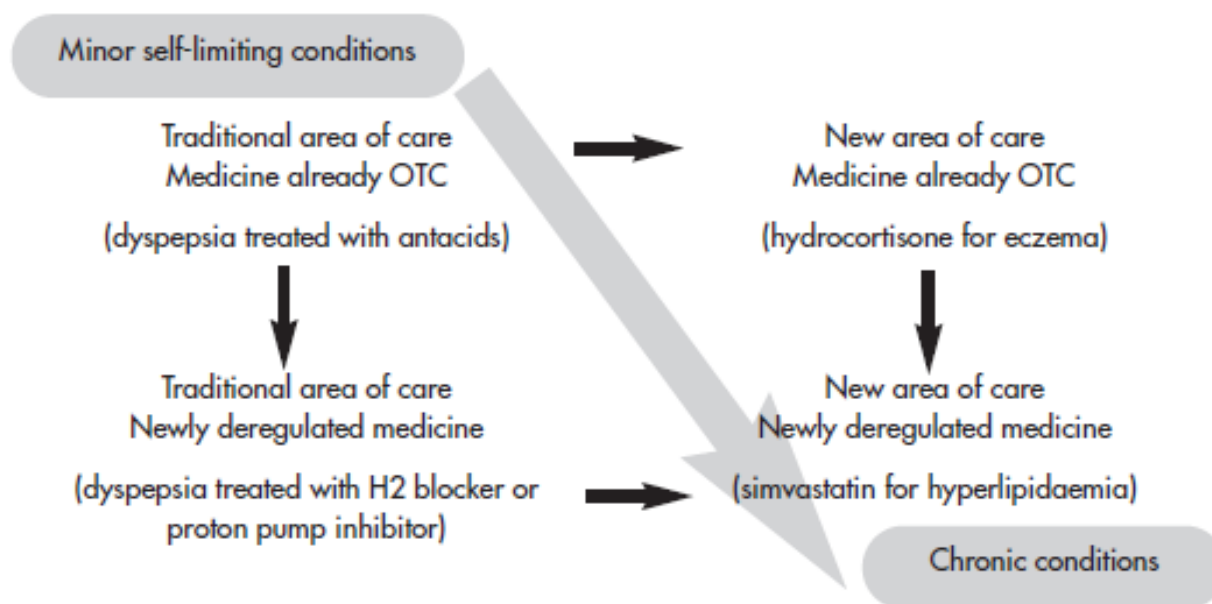 Minor self-limiting conditions
Traditional area of care
Medicine already OTC
(dyspepsia treated with antacids)
New area of care
Medicine already OTC
(hydrocortisone for eczema)
Traditional area of care
Newly deregulated medicine
(dyspepsia treated with H2 blocker or
proton pump inhibitor)
New area of care
Newly deregulated medicine
(simvastatin for hyperlipidaemia)
Chronic conditions